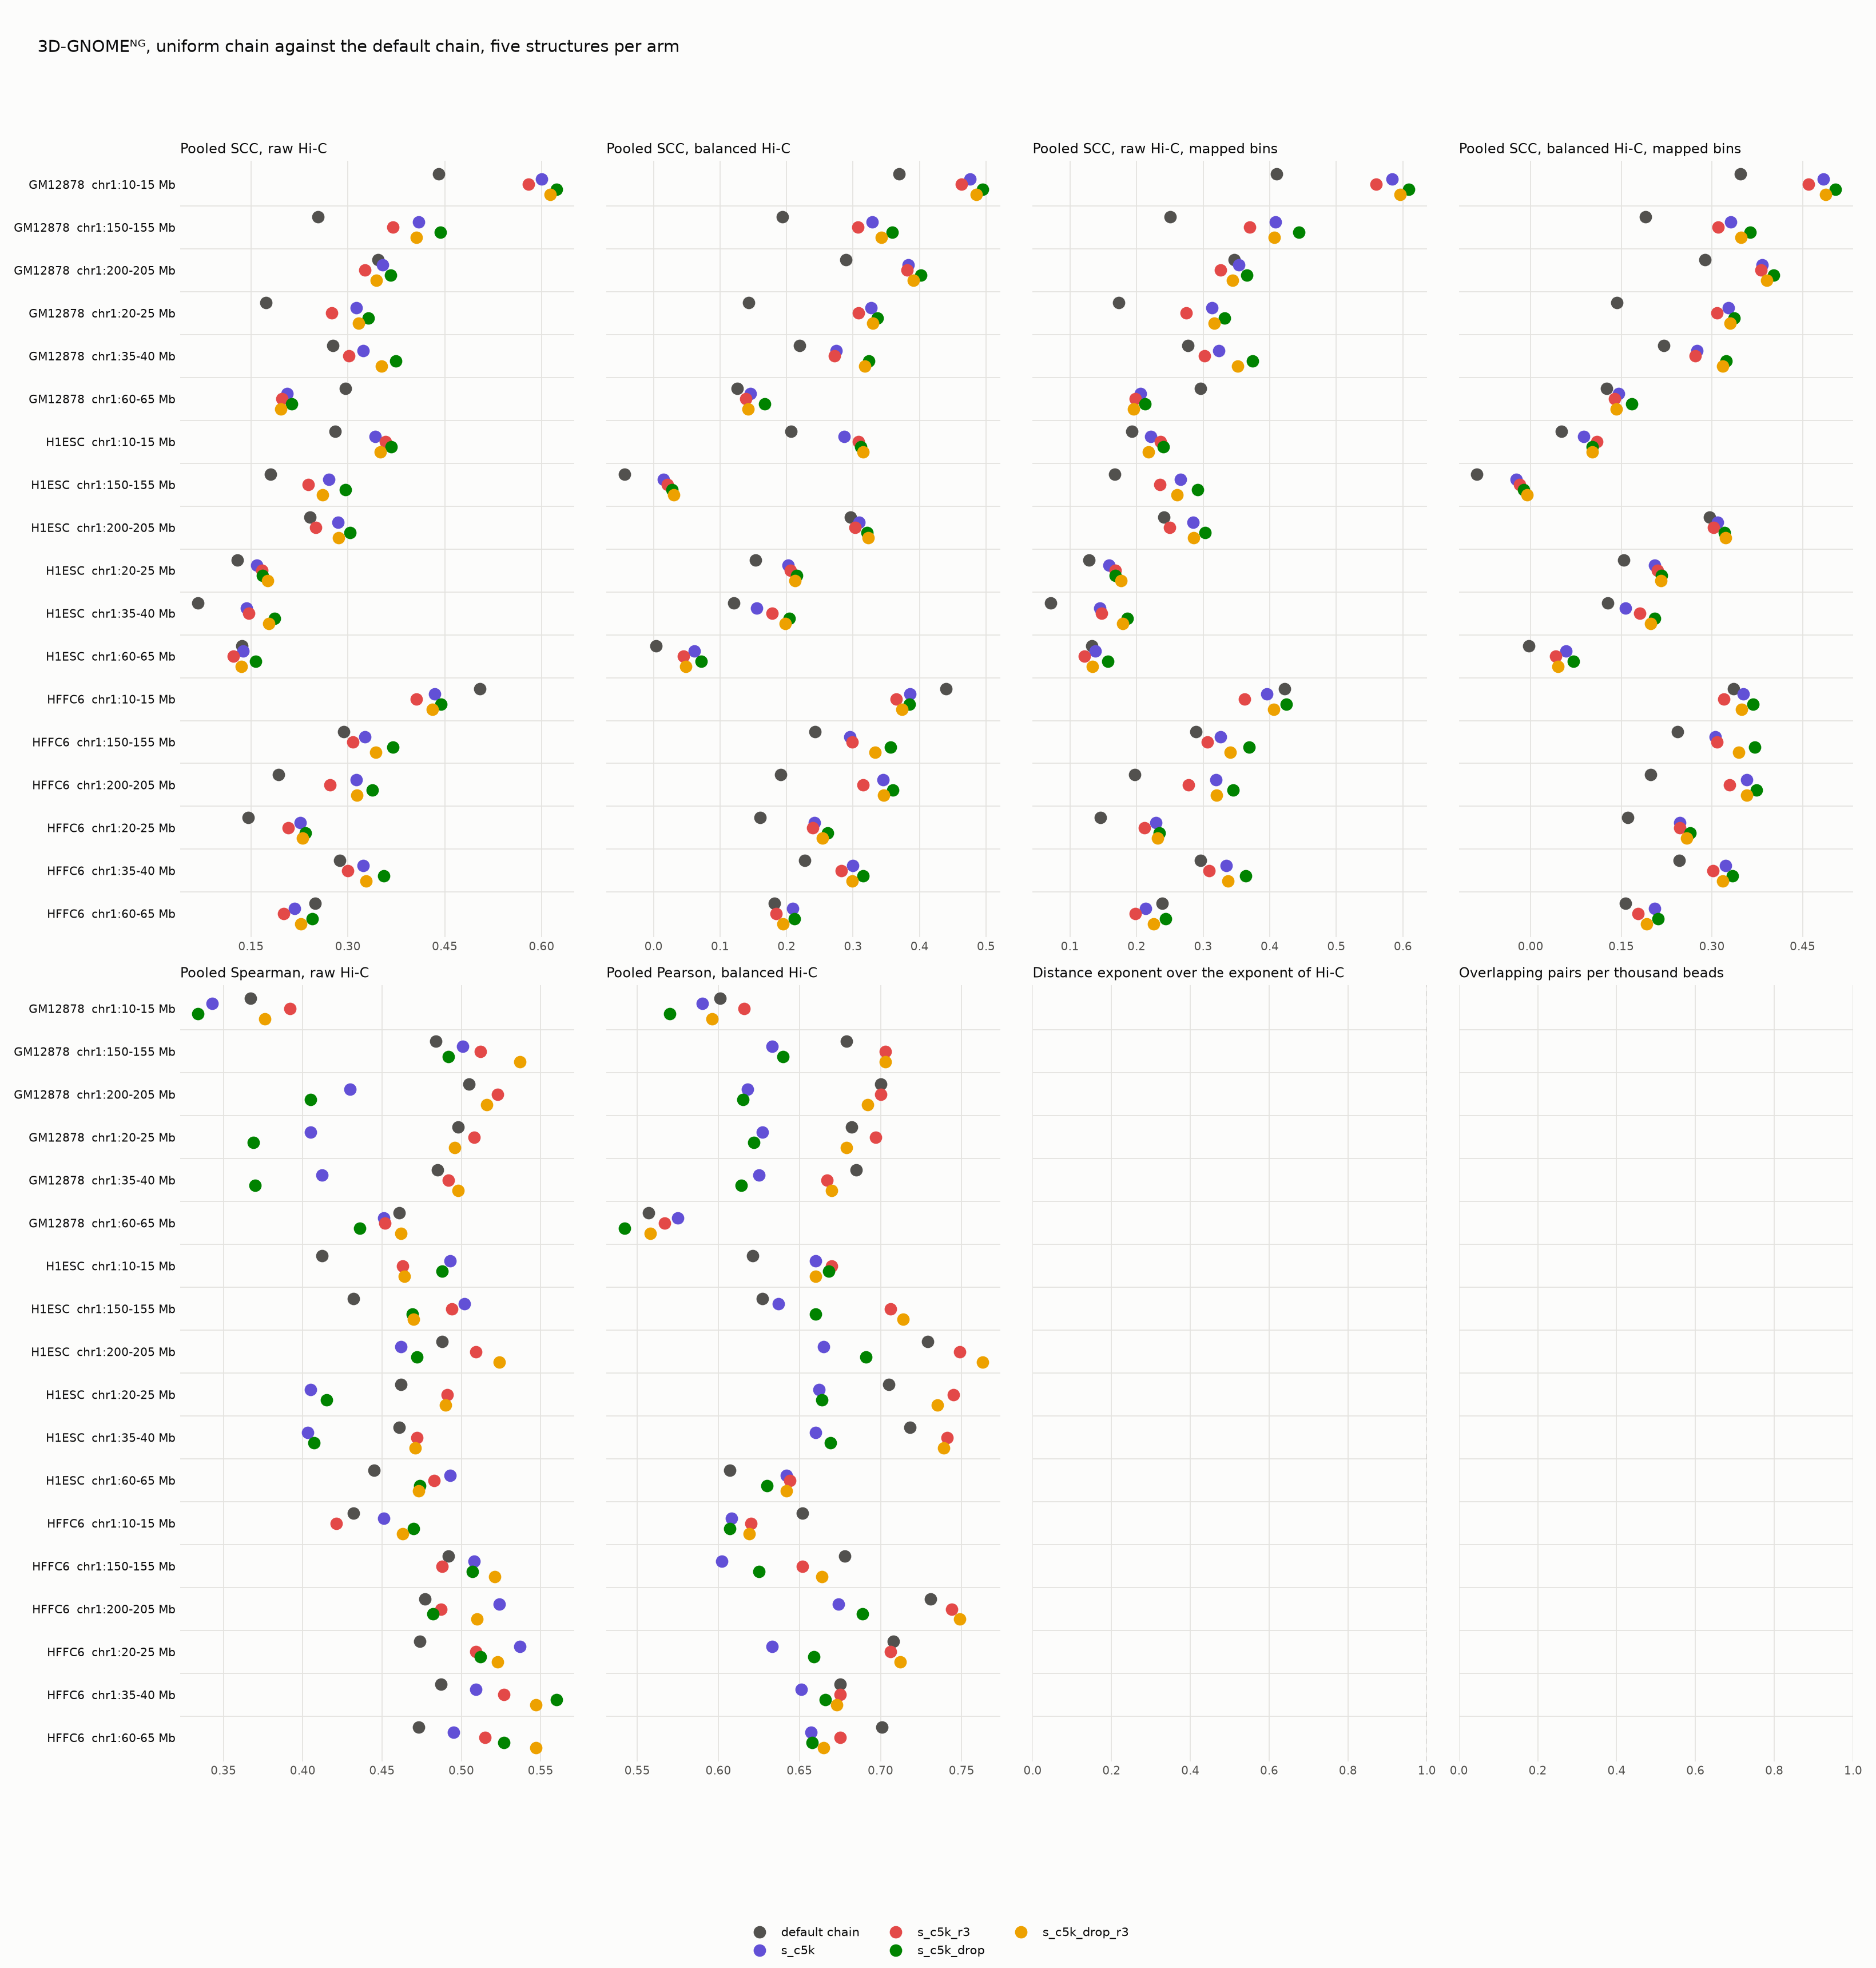 3D-GNOMEᴺᴳ, uniform chain against the default chain, five structures per arm
Pooled SCC, raw Hi-C
Pooled SCC, balanced Hi-C
Pooled SCC, raw Hi-C, mapped bins
Pooled SCC, balanced Hi-C, mapped bins
GM12878 chr1:10-15 Mb
GM12878 chr1:150-155 Mb
GM12878 chr1:200-205 Mb
GM12878 chr1:20-25 Mb
GM12878 chr1:35-40 Mb
GM12878 chr1:60-65 Mb
H1ESC chr1:10-15 Mb
H1ESC chr1:150-155 Mb
H1ESC chr1:200-205 Mb
H1ESC chr1:20-25 Mb
H1ESC chr1:35-40 Mb
H1ESC chr1:60-65 Mb
HFFC6 chr1:10-15 Mb
HFFC6 chr1:150-155 Mb
HFFC6 chr1:200-205 Mb
HFFC6 chr1:20-25 Mb
HFFC6 chr1:35-40 Mb
HFFC6 chr1:60-65 Mb
0.15 0.30 0.45 0.60
0.0 0.1 0.2 0.3 0.4 0.5
0.1 0.2 0.3 0.4 0.5 0.6
0.00 0.15 0.30 0.45
Pooled Spearman, raw Hi-C
Pooled Pearson, balanced Hi-C
Distance exponent over the exponent of Hi-C
Overlapping pairs per thousand beads
GM12878 chr1:10-15 Mb
GM12878 chr1:150-155 Mb
GM12878 chr1:200-205 Mb
GM12878 chr1:20-25 Mb
GM12878 chr1:35-40 Mb
GM12878 chr1:60-65 Mb
H1ESC chr1:10-15 Mb
H1ESC chr1:150-155 Mb
H1ESC chr1:200-205 Mb
H1ESC chr1:20-25 Mb
H1ESC chr1:35-40 Mb
H1ESC chr1:60-65 Mb
HFFC6 chr1:10-15 Mb
HFFC6 chr1:150-155 Mb
HFFC6 chr1:200-205 Mb
HFFC6 chr1:20-25 Mb
HFFC6 chr1:35-40 Mb
HFFC6 chr1:60-65 Mb
0.35 0.40 0.45 0.50 0.55
0.55 0.60 0.65 0.70 0.75
0.0 0.2 0.4 0.6 0.8 1.0
0.0 0.2 0.4 0.6 0.8 1.0
default chain
s_c5k_r3
s_c5k_drop_r3
s_c5k
s_c5k_drop